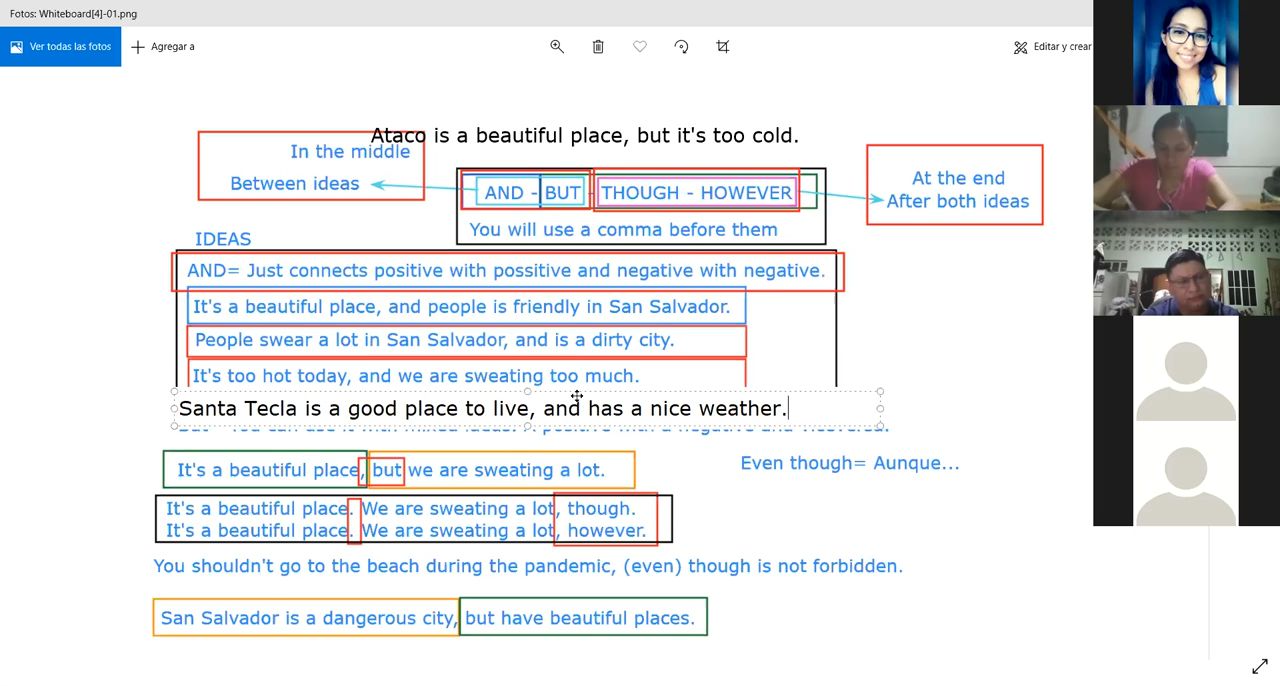 Fotos: Whiteboard[4]-01.png
Ver todas las fotos
Agregar a
Editar y crear
Ataco is a beautiful place, but it's too cold.
In the middle
Between ideas
AND - BUT - THOUGH - HOWEVER
You will use a comma before them
At the end
After both ideas
IDEAS
AND= Just connects positive with possitive and negative with negative.
It's a beautiful place, and people is friendly in San Salvador.
People swear a lot in San Salvador, and is a dirty city.
It's too hot today, and we are sweating too much.
Santa Tecla is a good place to live, and has a nice weather.
It's a beautiful place, but we are sweating a lot.
Even though= Aunque...
It's a beautiful place. We are sweating a lot, though.
It's a beautiful place. We are sweating a lot, however.
You shouldn't go to the beach during the pandemic, (even) though is not forbidden.
San Salvador is a dangerous city, but have beautiful places.